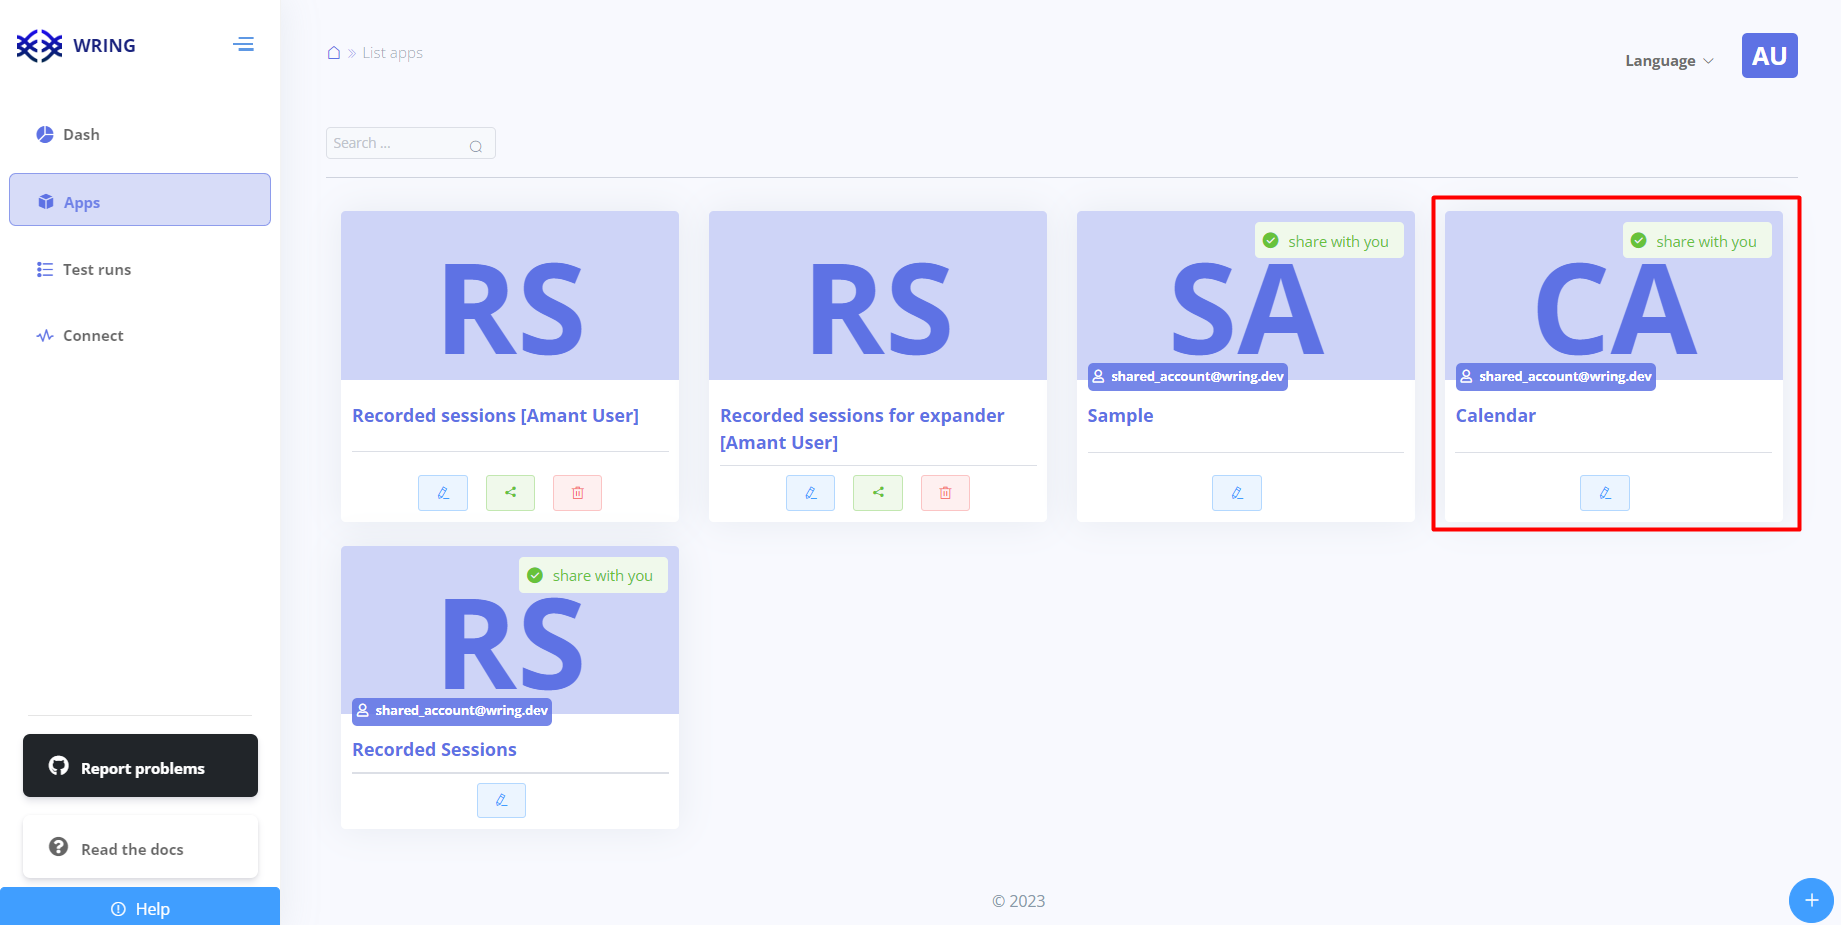 WRING
List apps
Language
AU
Dash
Search ...
Apps
Test runs
Connect
RS
Recorded sessions [Amant User]
RS
Recorded sessions for expander
[Amant User]
share with you
SA
shared_account@wring.dev
Sample
share with you
CA
shared_account@wring.dev
Calendar
share with you
RS
shared_account@wring.dev
Recorded Sessions
Report problems
Read the docs
Help
© 2023